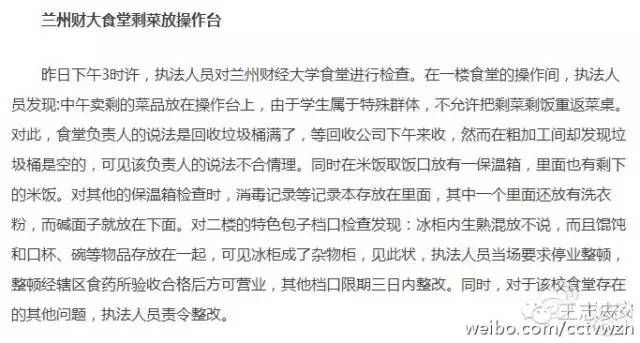 兰州财大食堂剩菜放操作台
昨日下午3时许，执法人员对兰州财经大学食堂进行检查。在一楼食堂的操作间，执法人
员发现:中午卖剩的菜品放在操作台上，由于学生属于特殊群体，不允许把剩菜剩饭重返菜桌。
对此，食堂负责人的说法是回收垃圾桶满了，等回收公司下午来收，然而在粗加工间却发现垃
圾桶是空的，可见该负责人的说法不合情理。同时在米饭取饭口放有一保温箱，里面也有剩下
的米饭。对其他的保温箱检查时，消毒记录等记录本存放在里面，其中一个里面还放有洗衣
粉，而碱面子就放在下面。对二楼的特色包子档口检查发现：冰柜内生熟混放不说，而且馄饨
和口杯、碗等物品存放在一起，可见冰柜成了杂物柜，见此状，执法人员当场要求停业整顿，
整顿经辖区食药所验收合格后方可营业，其他档口限期三日内整改。同时，对于该校食堂存在
的其他问题，执法人员责令整改。
王志安
weibo.com/cctvwzh